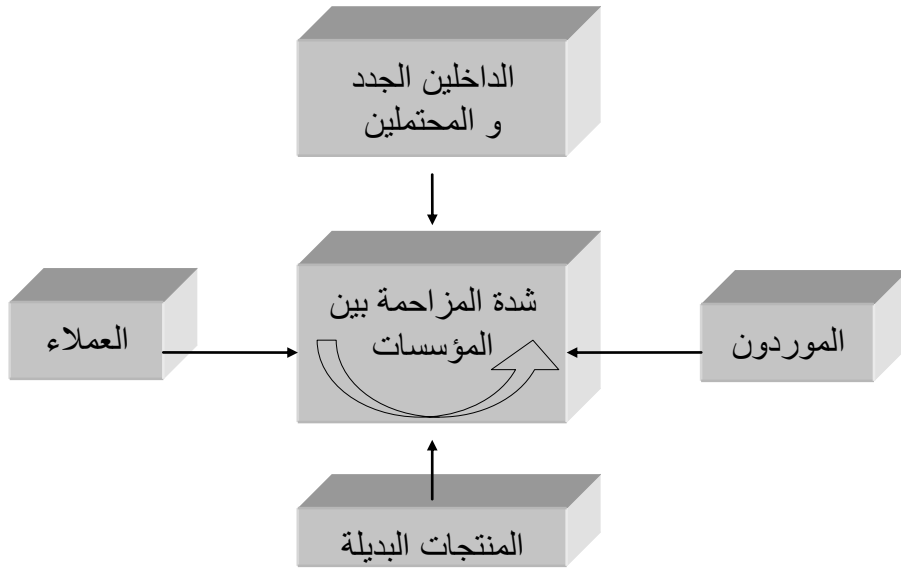 الداخلين الجدد
و المحتملين
شدة المزاحمة بين
المؤسسات
الموردون
العملاء
المنتجات البديلة